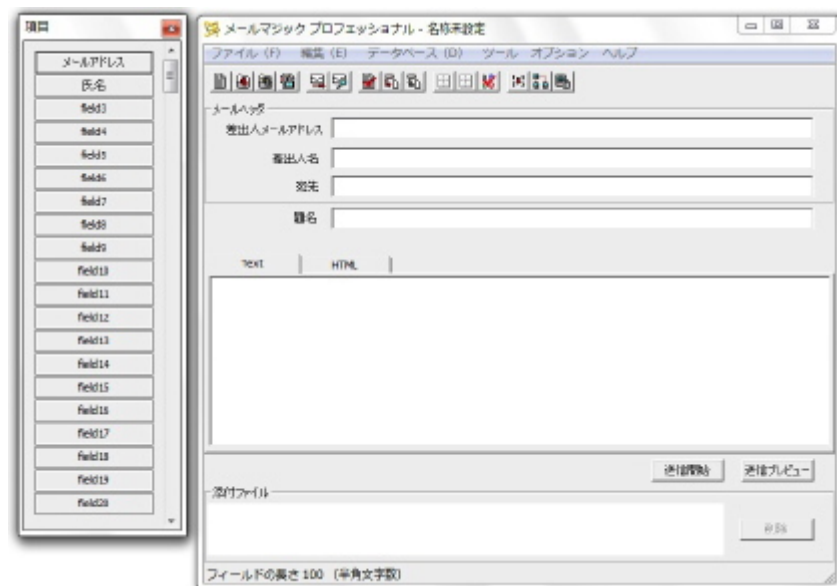 項目
メールアドレス
氏名
field3
field4
field5
field6
field7
field8
field9
field10
field11
field12
field13
field14
field15
field16
field17
field18
field19
field20
メールマジック プロフェッショナル - 名称未設定
ファイル (F) 編集 (E) データベース (D) ツール オプション ヘルプ
メールヘッダ
差出人メールアドレス
差出人名
宛先
題名
Text HTML
送信開始 送信プレビュー
添付ファイル
削除
フィールドの長さ 100 (半角文字数)